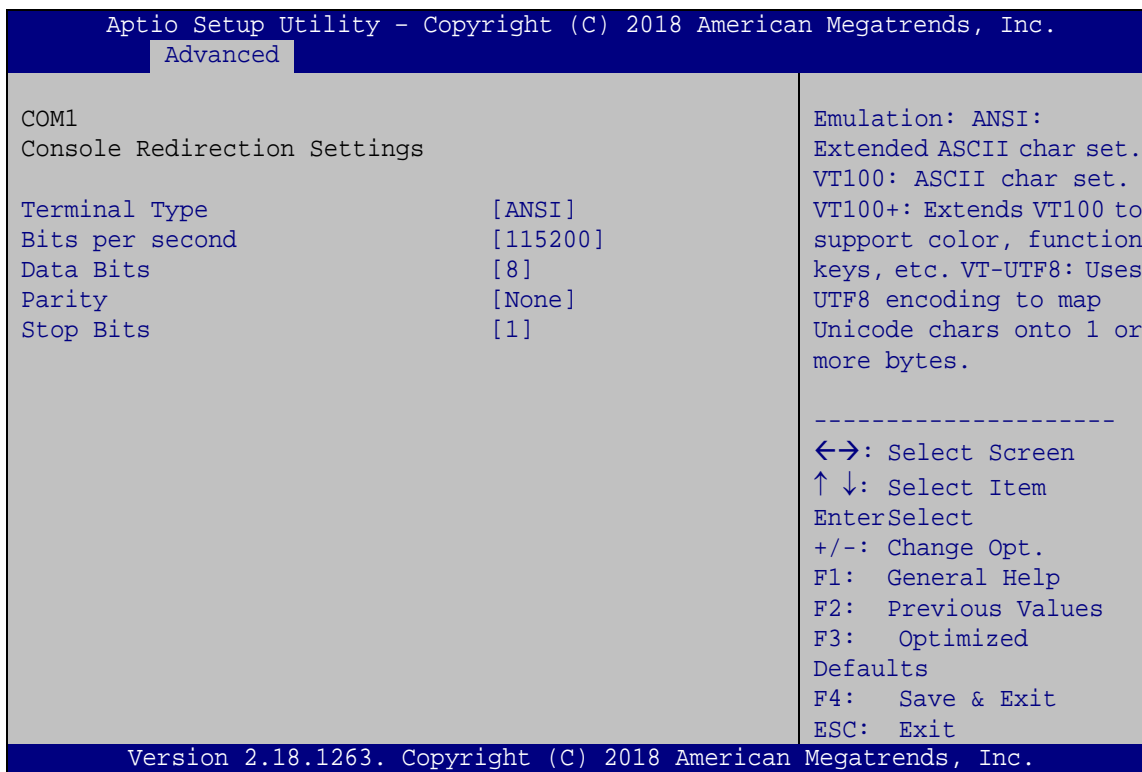 Aptio Setup Utility – Copyright (C) 2018 American Megatrends, Inc.
Advanced
COM1
Console Redirection Settings
Terminal Type [ANSI]
Bits per second [115200]
Data Bits [8]
Parity [None]
Stop Bits [1]
Emulation: ANSI:
Extended ASCII char set.
VT100: ASCII char set.
VT100+: Extends VT100 to
support color, function
keys, etc. VT-UTF8: Uses
UTF8 encoding to map
Unicode chars onto 1 or
more bytes.
---------------------
←→: Select Screen
↑ ↓: Select Item
EnterSelect
+/-: Change Opt.
F1: General Help
F2: Previous Values
F3: Optimized
Defaults
F4: Save & Exit
ESC: Exit
Version 2.18.1263. Copyright (C) 2018 American Megatrends, Inc.